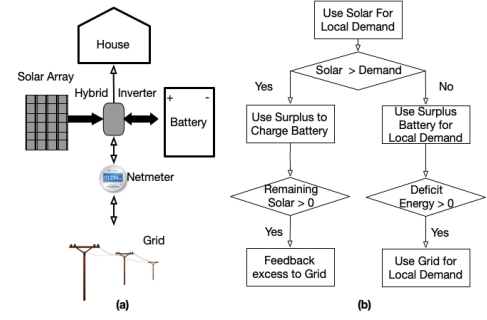 House
Solar Array
Hybrid Inverter
+ -
Battery
Netmeter
Grid
(a)
Use Solar For
Local Demand
Solar > Demand
Yes
No
Use Surplus to
Charge Battery
Use Surplus
Battery for
Local Demand
Remaining
Solar > 0
Deficit
Energy > 0
Yes
Yes
Feedback
excess to Grid
Use Grid for
Local Demand
(b)